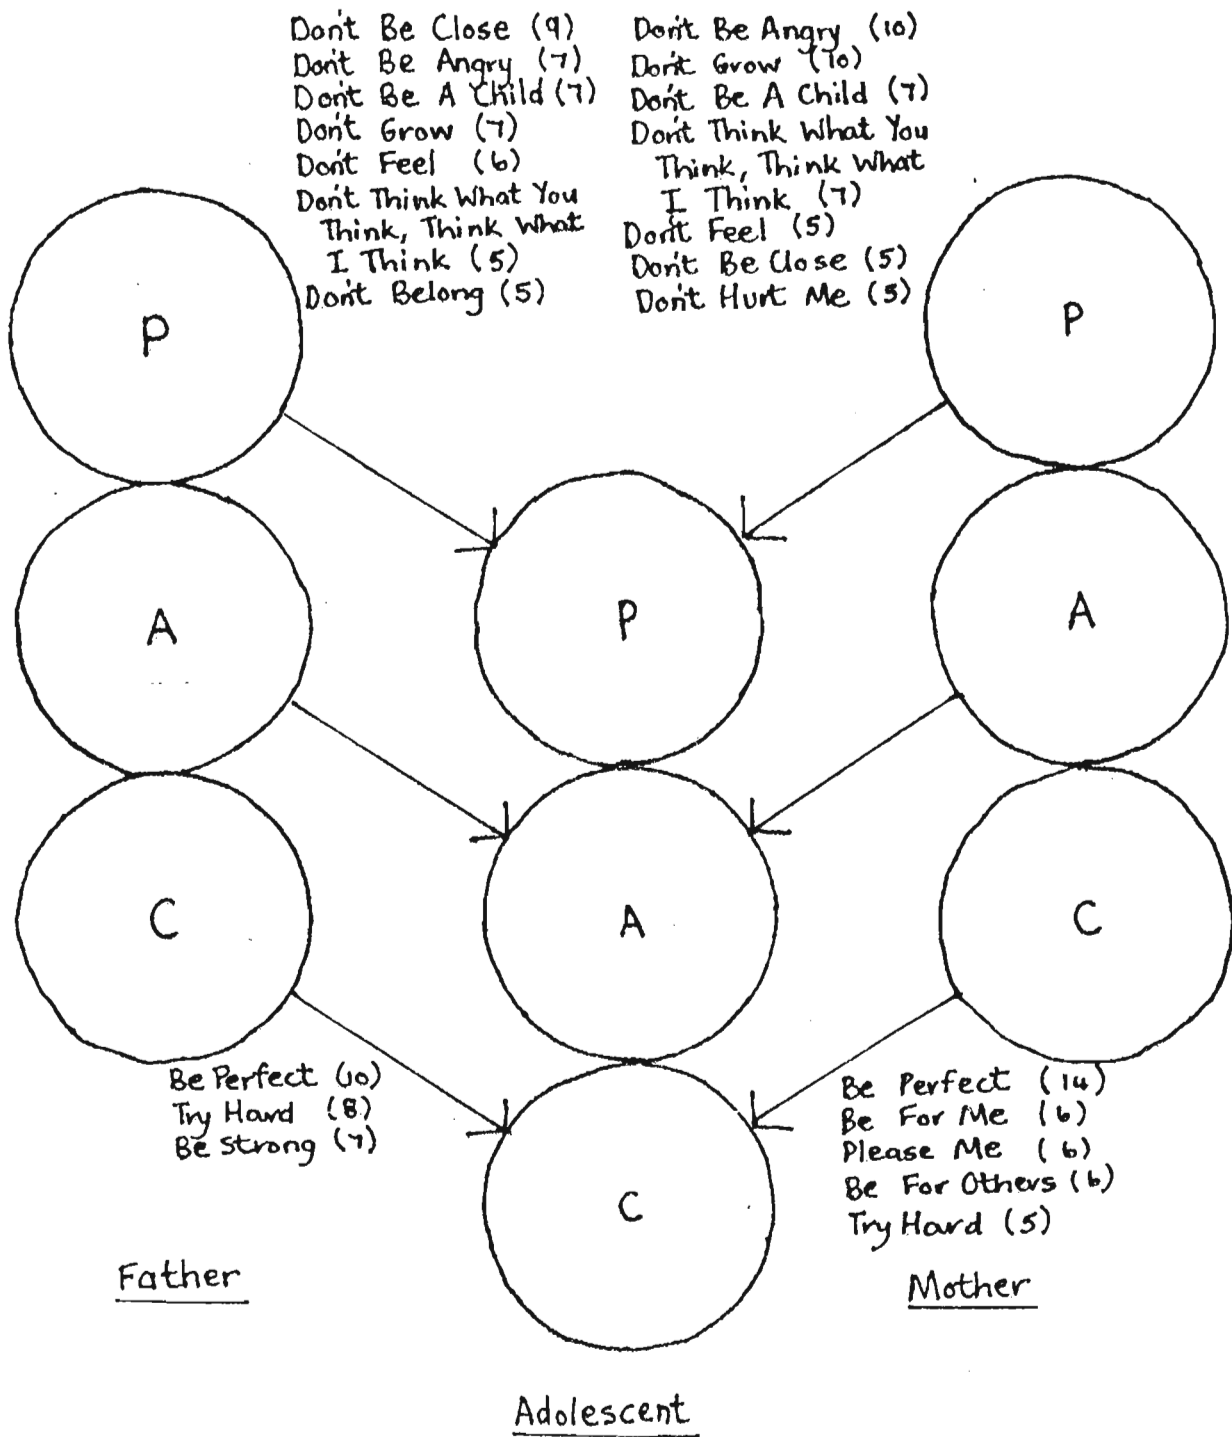 Don't Be Close (9)
Don't Be Angry (7)
Don't Be A Child (7)
Don't Grow (7)
Don't Feel (6)
Don't Think What You
Think, Think What
I Think (5)
Don't Belong (5)
Don't Be Angry (10)
Don't Grow (10)
Don't Be A Child (7)
Don't Think What You
Think, Think What
I Think (7)
Don't Feel (5)
Don't Be Close (5)
Don't Hurt Me (5)
P
P
P
A
A
A
C
C
C
Be Perfect (10)
Try Hard (8)
Be Strong (7)
Be Perfect (14)
Be For Me (6)
Please Me (6)
Be For Others (6)
Try Hard (5)
Father
Mother
Adolescent